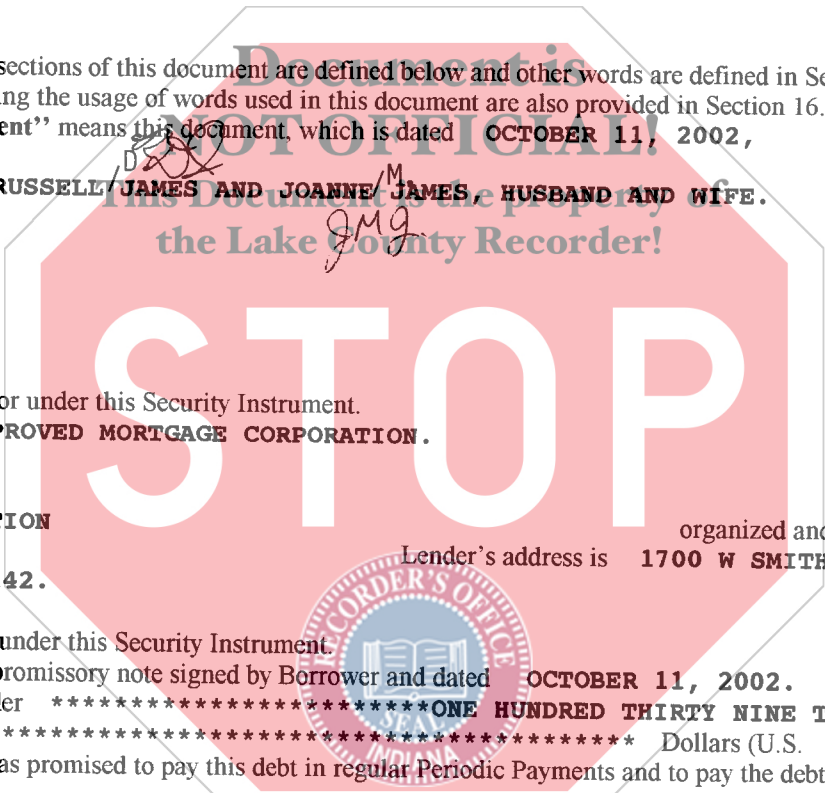 Document is
sections of this document are defined below and other words are defined in Se
ng the usage of words used in this document are also provided in Section 16.
ent” means this document, which is dated OCTOBER 11, 2002,
NOT OFFICIAL!
D
M.
RUSSELL/JAMES AND JOANNE/JAMES, HUSBAND AND WIFE.
This Document is the property of
JMJ.
the Lake County Recorder!
STOP
or under this Security Instrument.
PROVED MORTGAGE CORPORATION.
TION
organized and
Lender's address is 1700 W SMITH
42.
under this Security Instrument.
promissory note signed by Borrower and dated OCTOBER 11, 2002.
er *************************ONE HUNDRED THIRTY NINE T
****************************************** Dollars (U.S.
as promised to pay this debt in regular Periodic Payments and to pay the debt
RECORDER'S OFFICE
SEAL
INDIANA